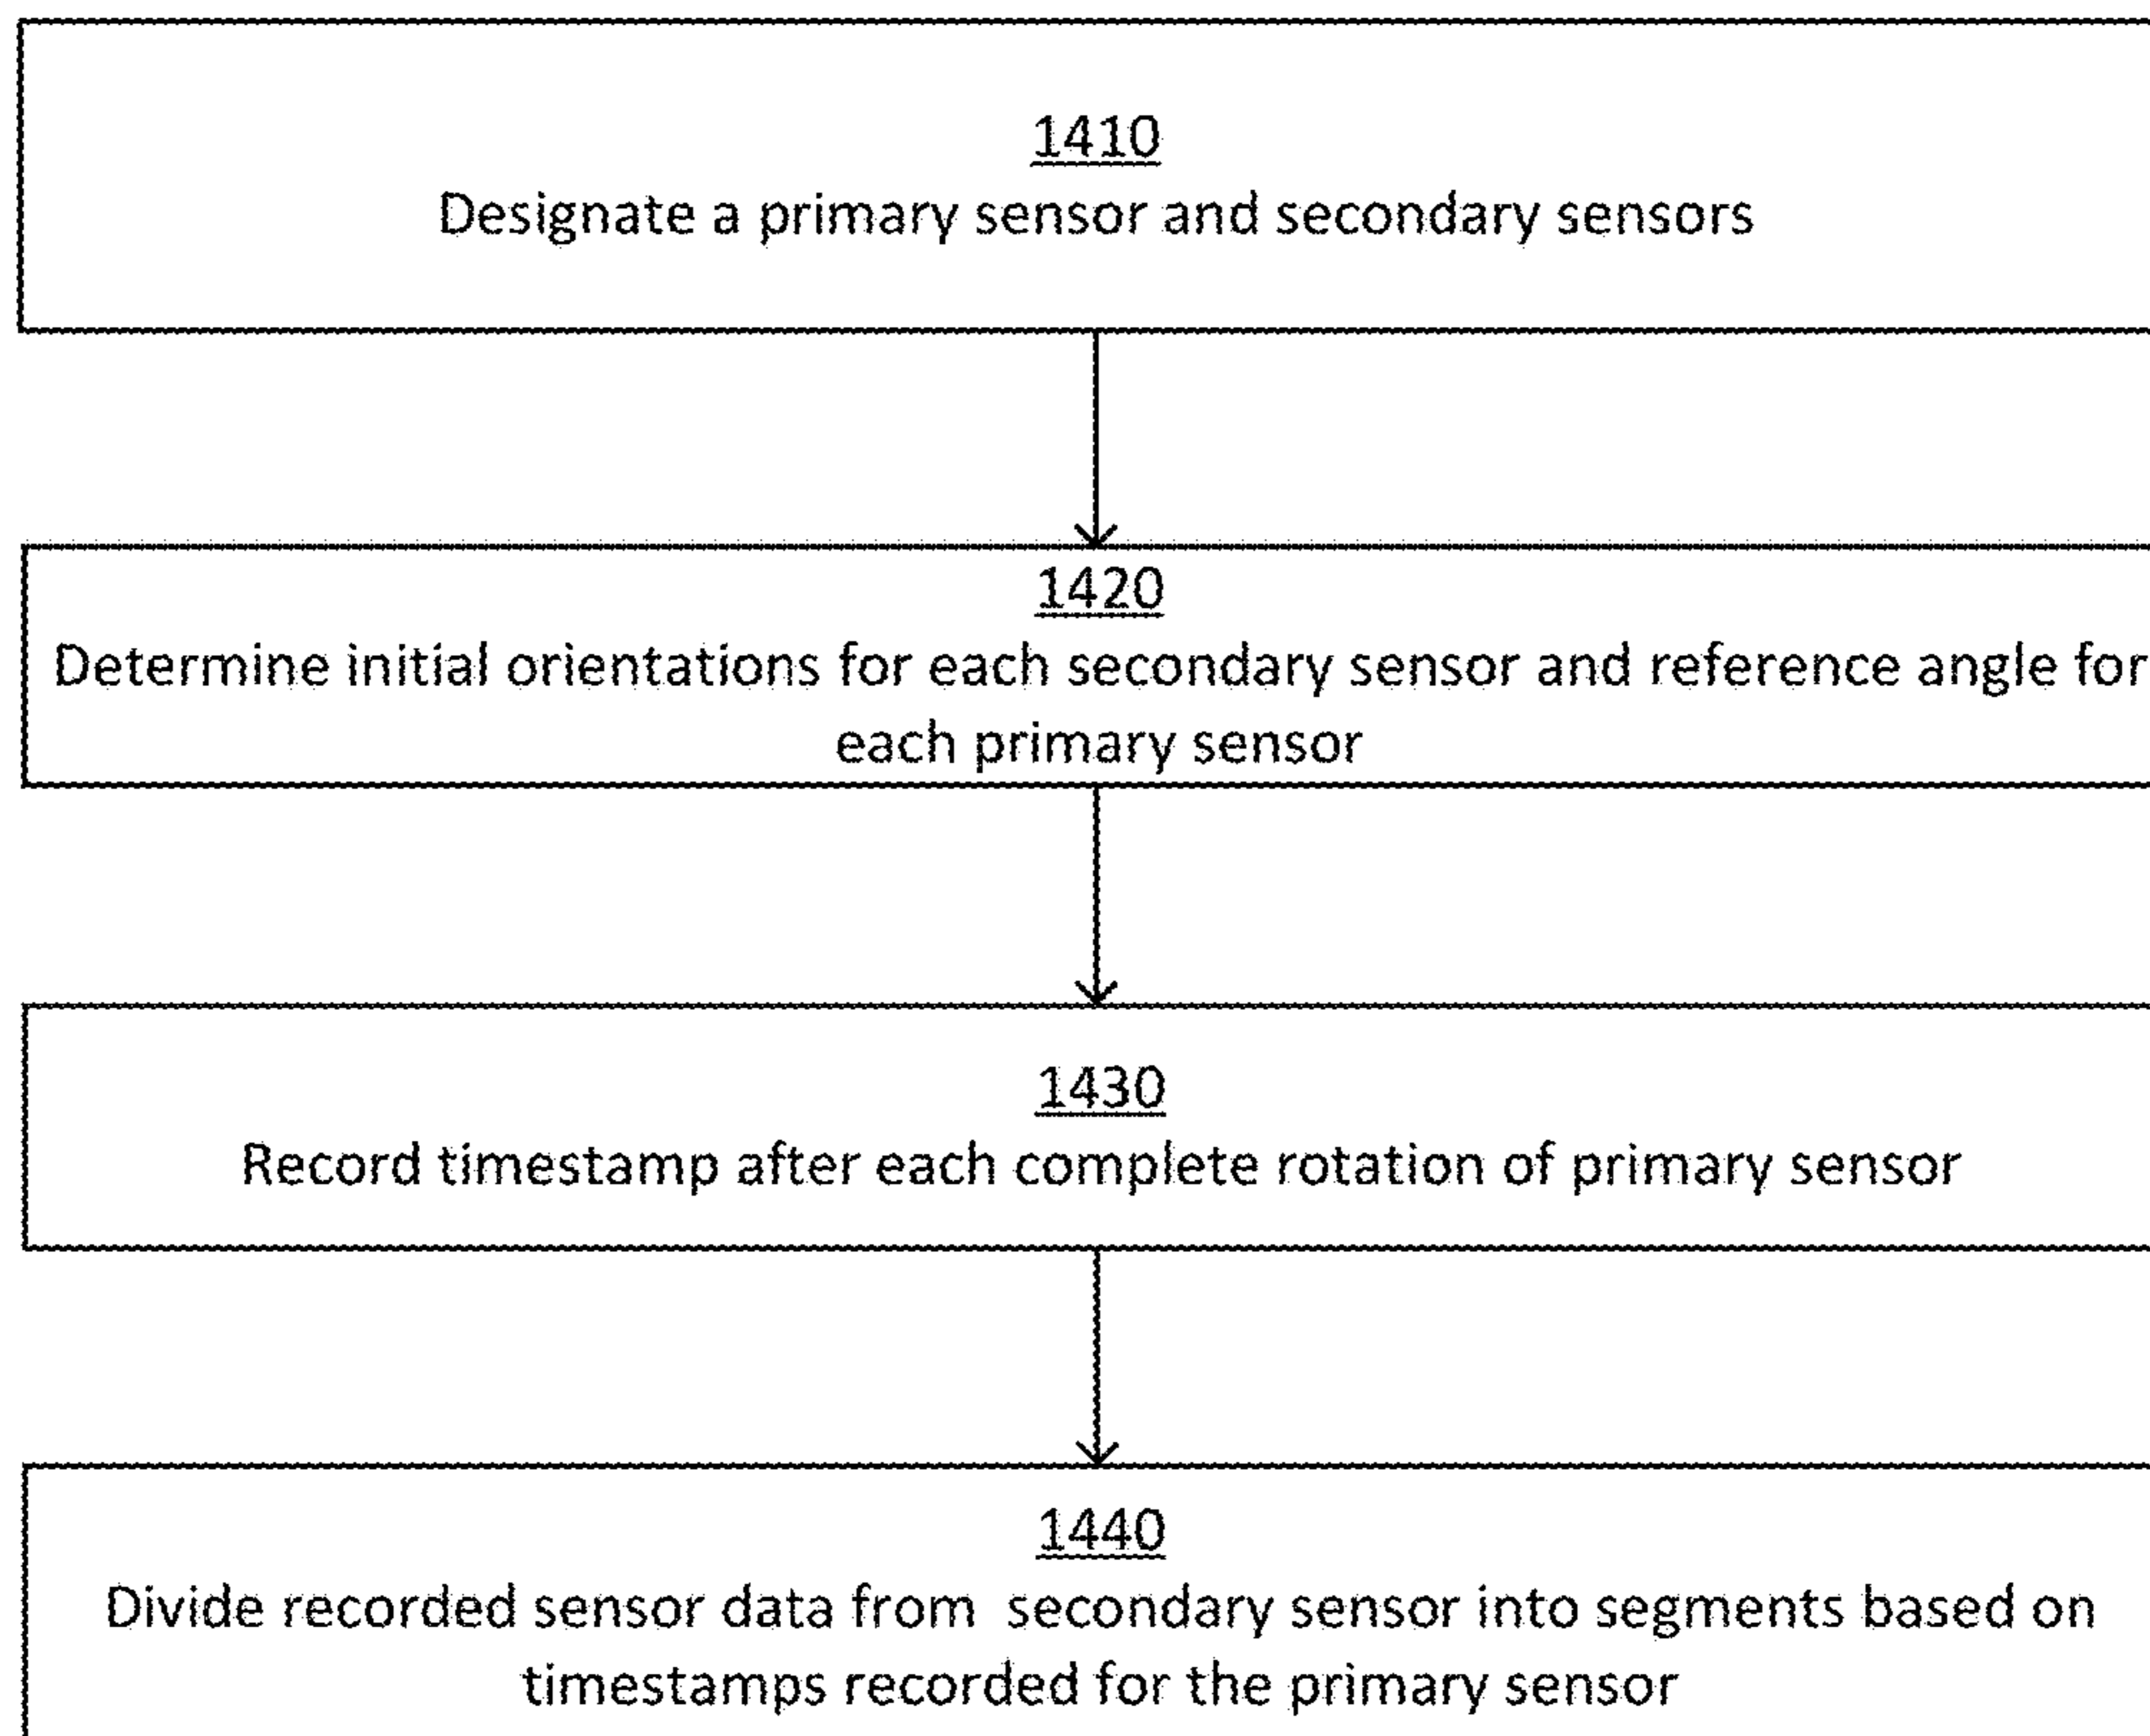 1410
Designate a primary sensor and secondary sensors
1420
Determine initial orientations for each secondary sensor and reference angle for
each primary sensor
1430
Record timestamp after each complete rotation of primary sensor
1440
Divide recorded sensor data from secondary sensor into segments based on
timestamps recorded for the primary sensor